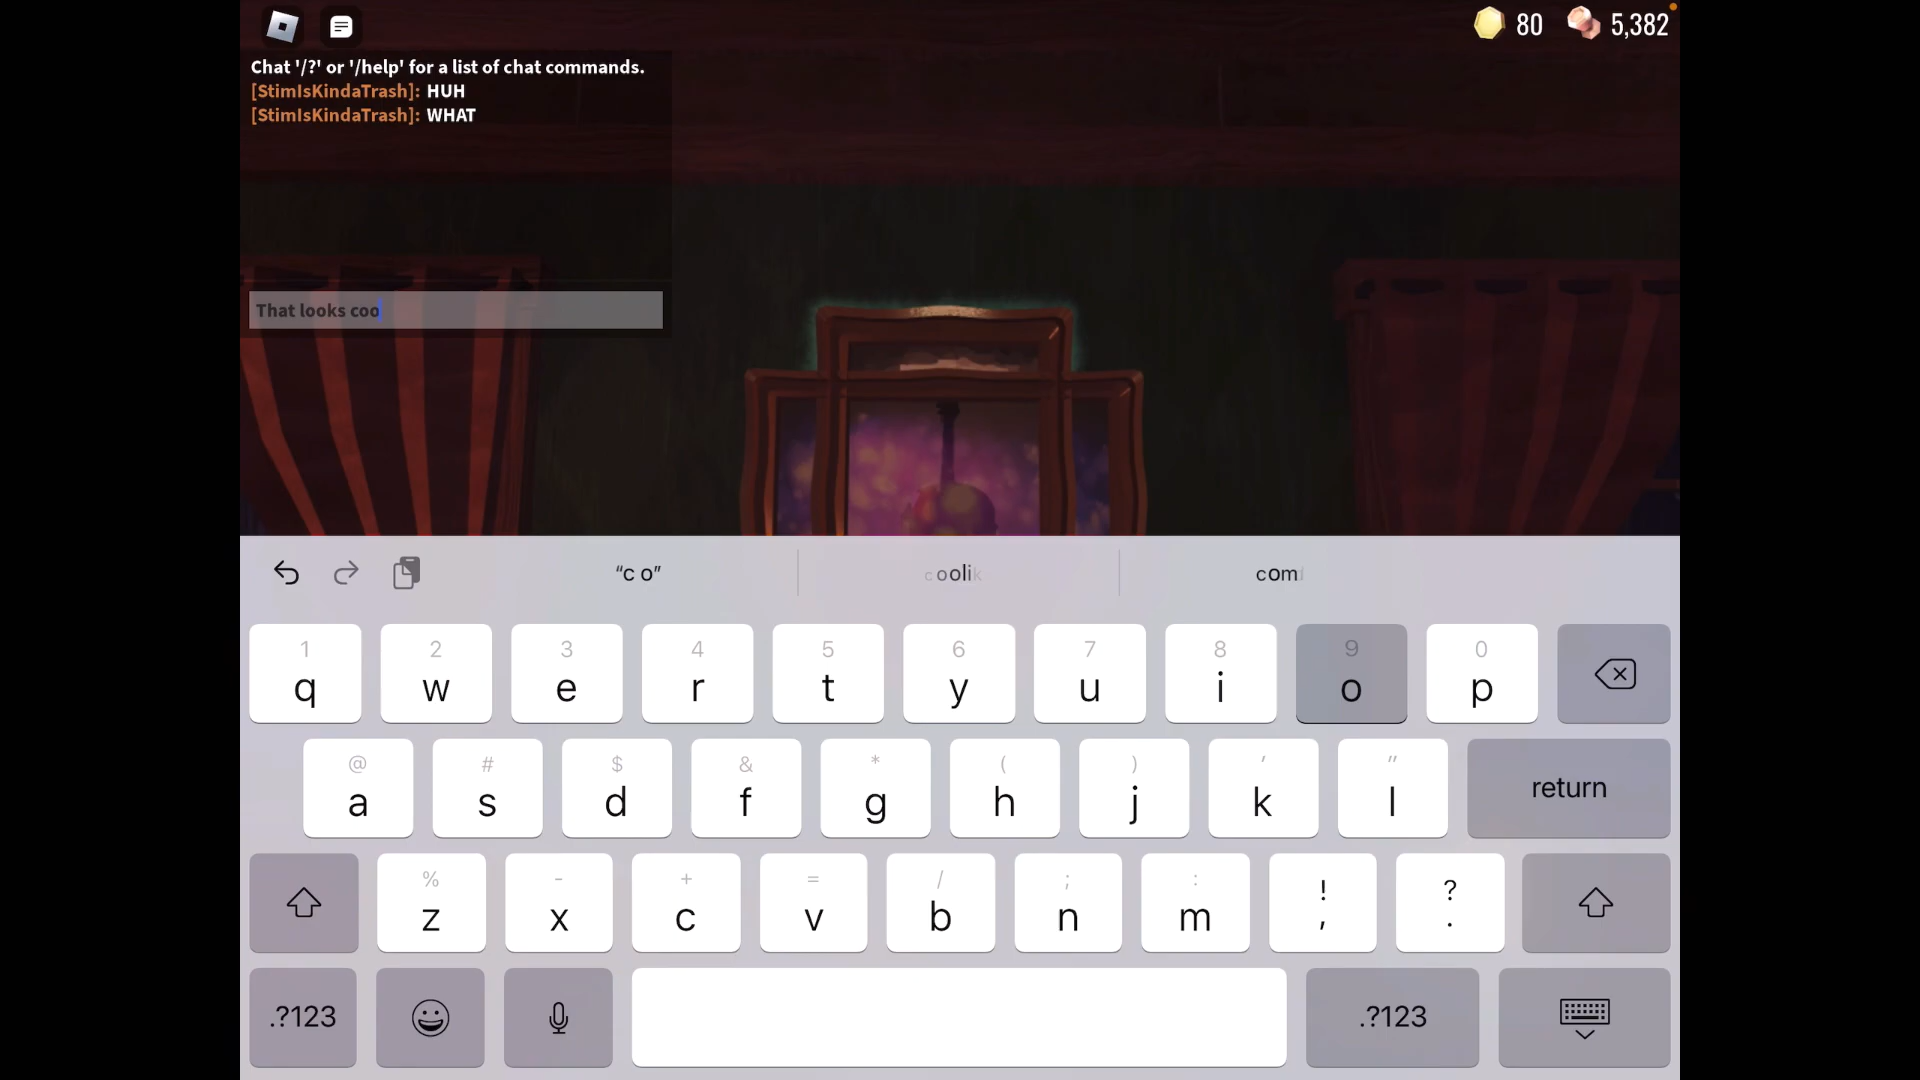 80 5,382
Chat '/?' or '/help' for a list of chat commands.
[StimIsKindaTrash]: HUH
[StimIsKindaTrash]: WHAT
That looks coo
“c o” cooli com
1 2 3 4 5 6 7 8 9 0
q w e r t y u i o p
@ # $ & * ( ) ' "
a s d f g h j k l return
% - + = / ; : ! ?
z x c v b n m , .
.?123 .?123